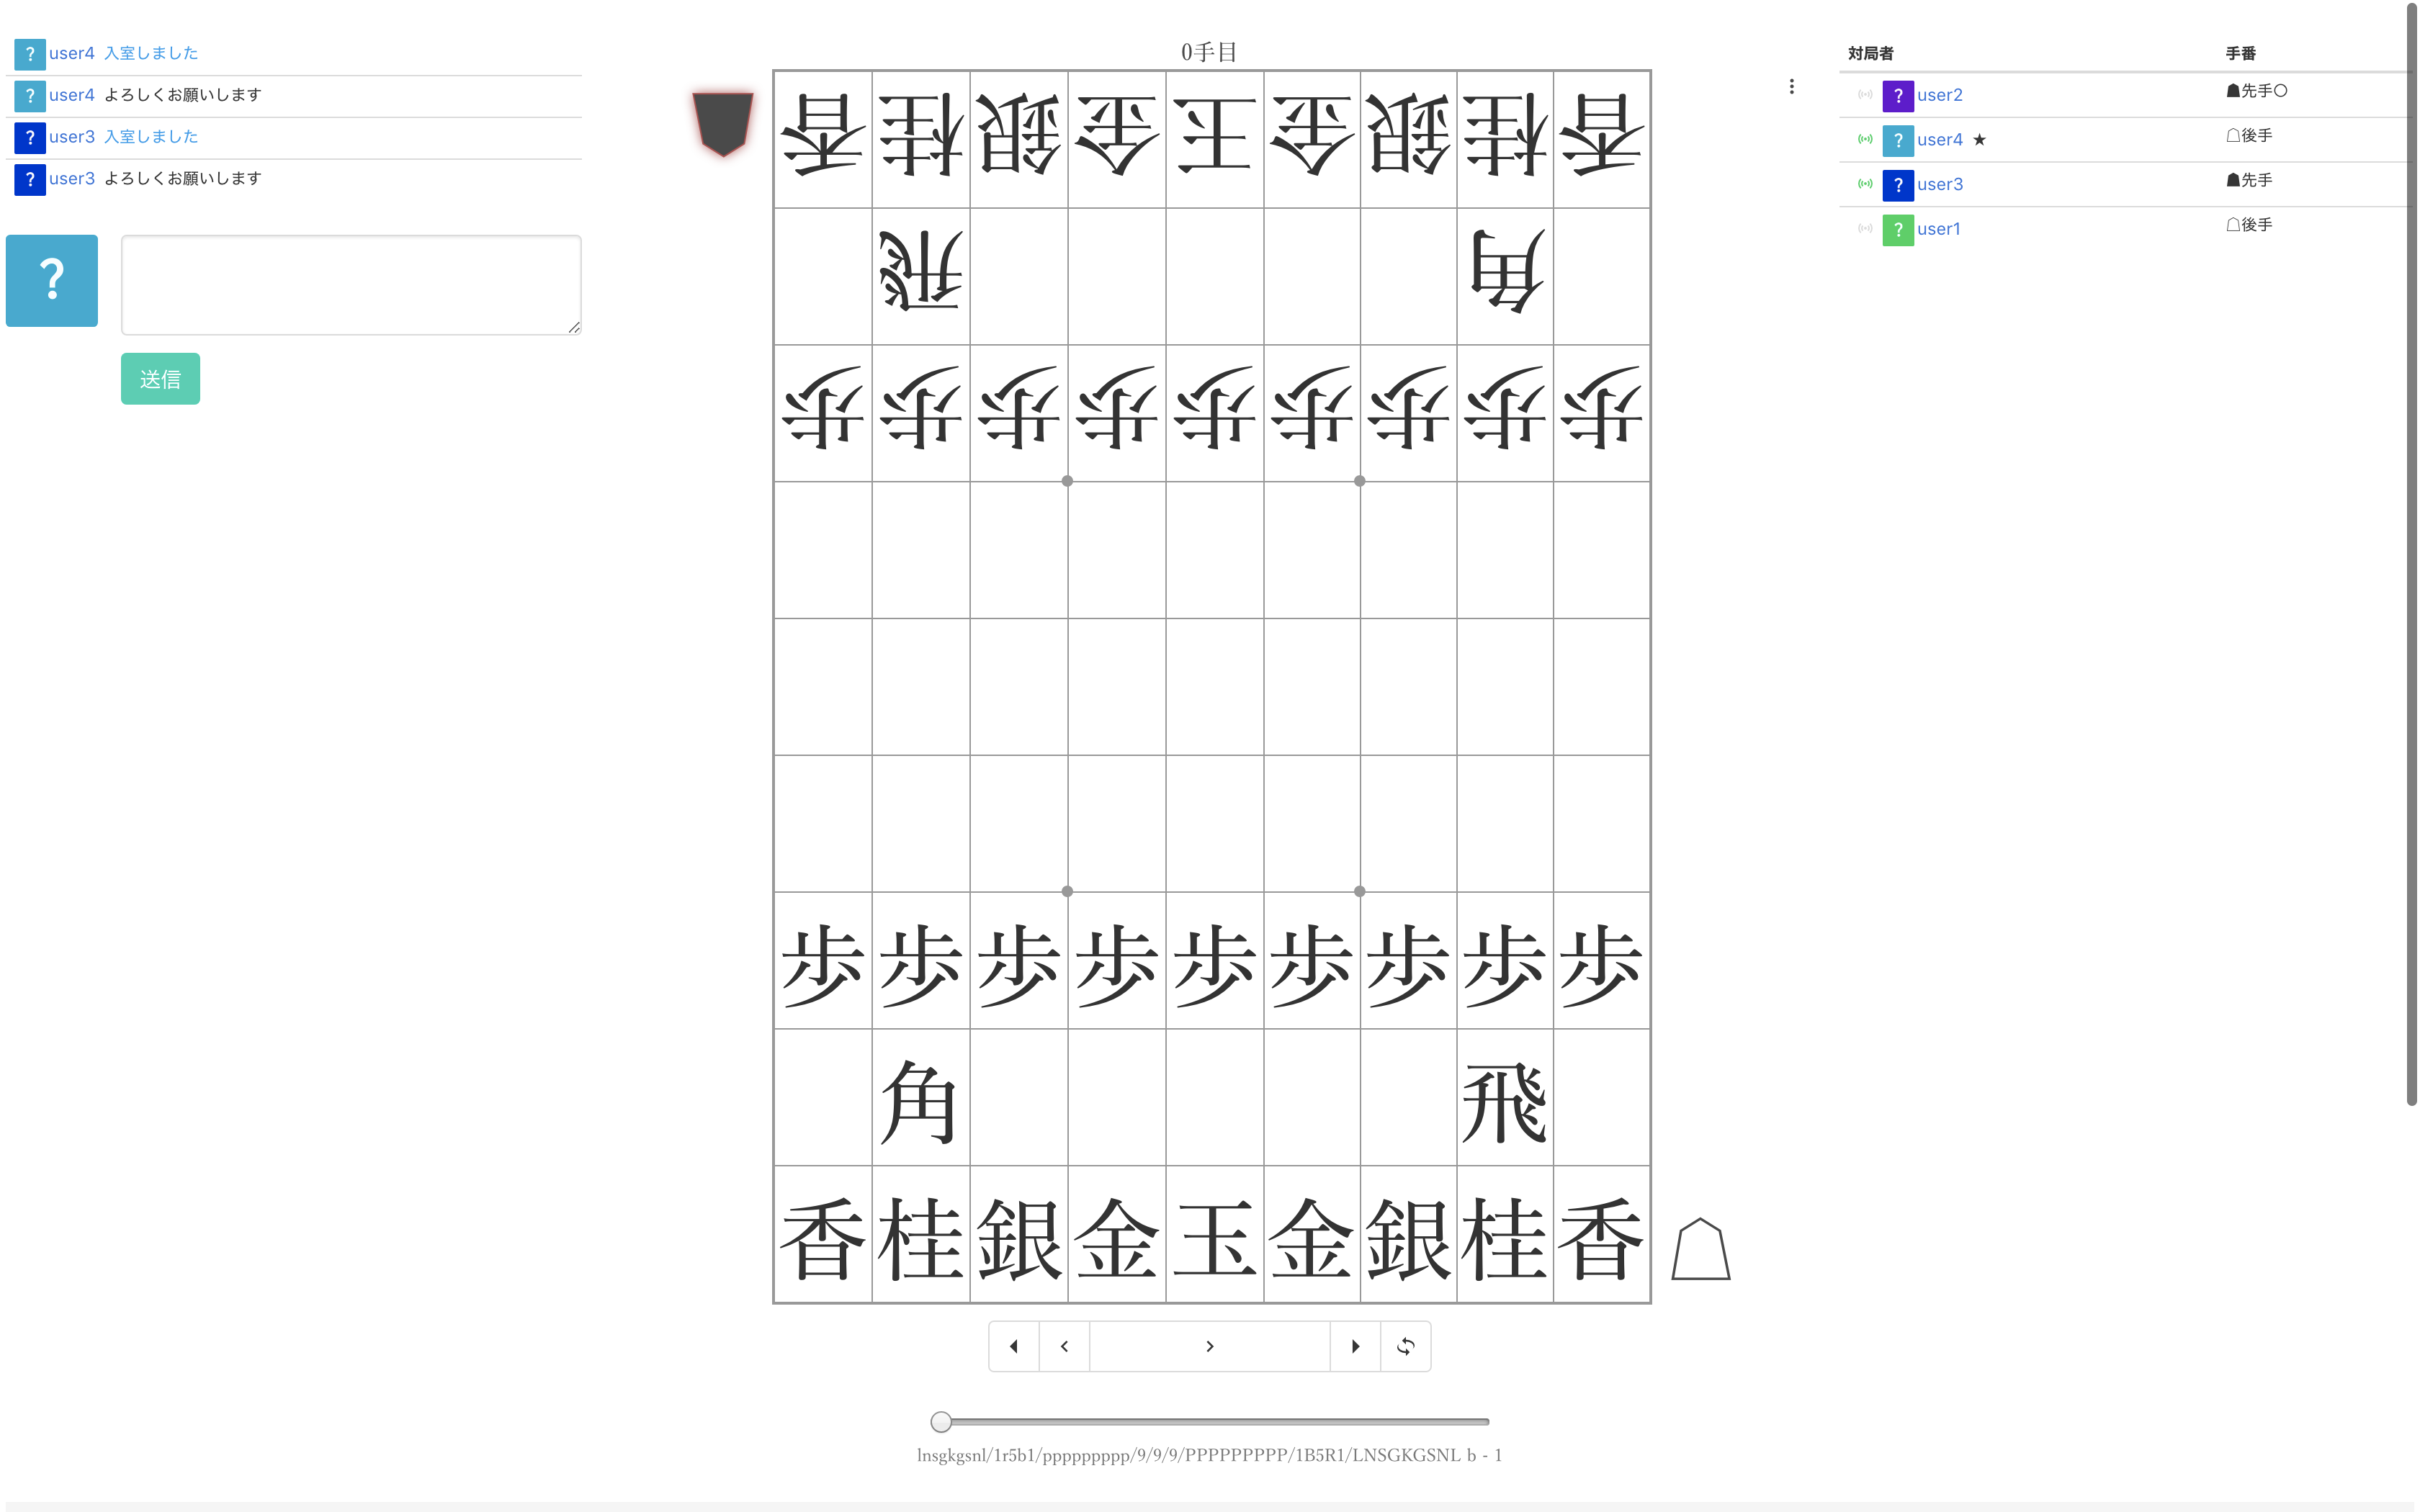 user4 入室しました
user4 よろしくお願いします
user3 入室しました
user3 よろしくお願いします
?
送信
0手目
香桂銀金王金銀桂香
飛角
歩歩歩歩歩歩歩歩歩
歩歩歩歩歩歩歩歩歩
角飛
香桂銀金玉金銀桂香
lnsgkgsnl/1r5b1/ppppppppp/9/9/9/PPPPPPPPP/1B5R1/LNSGKGSNL b - 1
対局者 手番
user2 ☗先手○
user4 ★ ☖後手
user3 ☗先手
user1 ☖後手